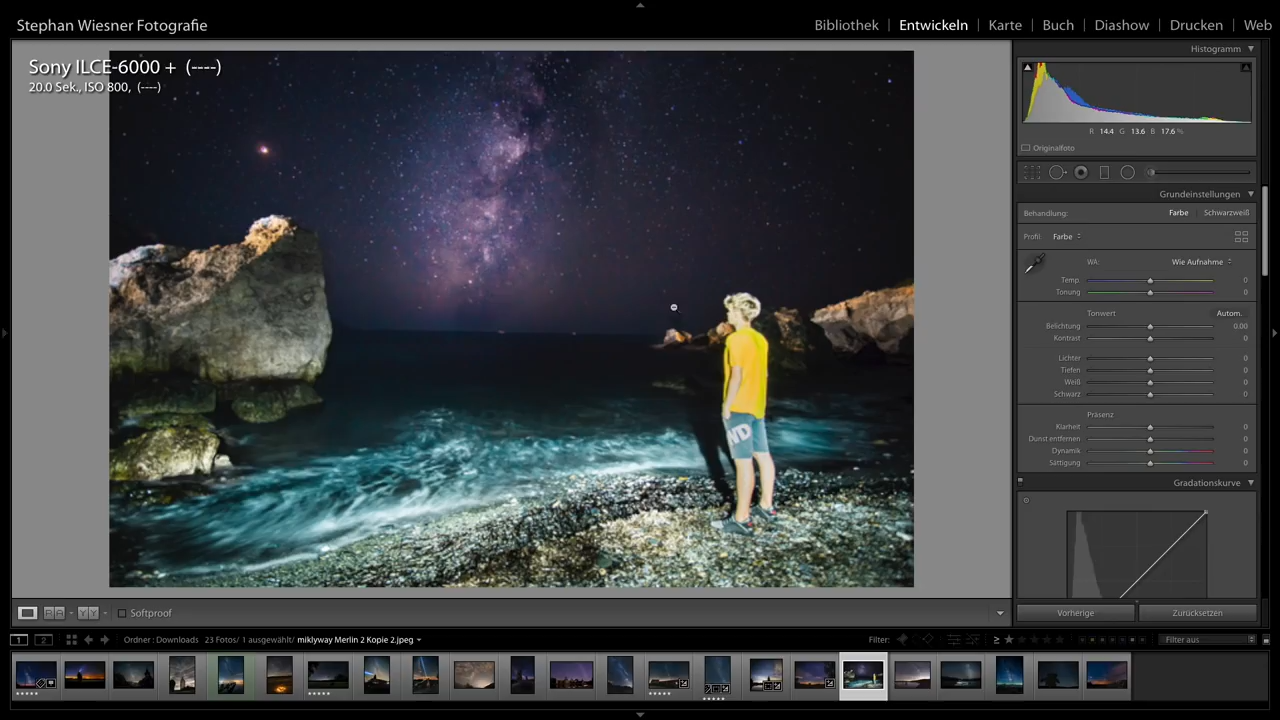 Stephan Wiesner Fotografie
Bibliothek | Entwickeln | Karte | Buch | Diashow | Drucken | Web
Sony ILCE-6000 + (----)
20.0 Sek., ISO 800, (----)
Histogramm
R 14.4 G 13.6 B 17.6 %
Originalfoto
Grundeinstellungen
Behandlung: Farbe | Schwarzweiß
Profil Farbe
WA: Wie Aufnahme
Temp. 0
Tonung 0
Tonwert Autom.
Belichtung 0.00
Kontrast 0
Lichter 0
Tiefen 0
Weiß 0
Schwarz 0
Präsenz
Klarheit 0
Dunst entfernen 0
Dynamik 0
Sättigung 0
Gradationskurve
ND
Softproof
Vorherige
Zurücksetzen
1 2 Ordner : Downloads 23 Fotos/ 1 ausgewählt/ miklyway Merlin 2 Kopie 2.jpeg
Filter:
Filter aus